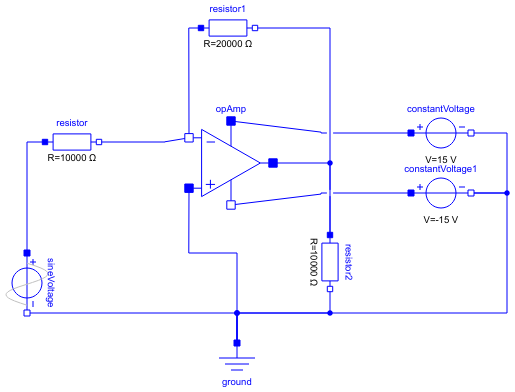 resistor1
R=20000 Ω
opAmp
constantVoltage
resistor
R=10000 Ω
V=15 V
constantVoltage1
V=-15 V
sineVoltage
R=10000 Ω
resistor2
ground